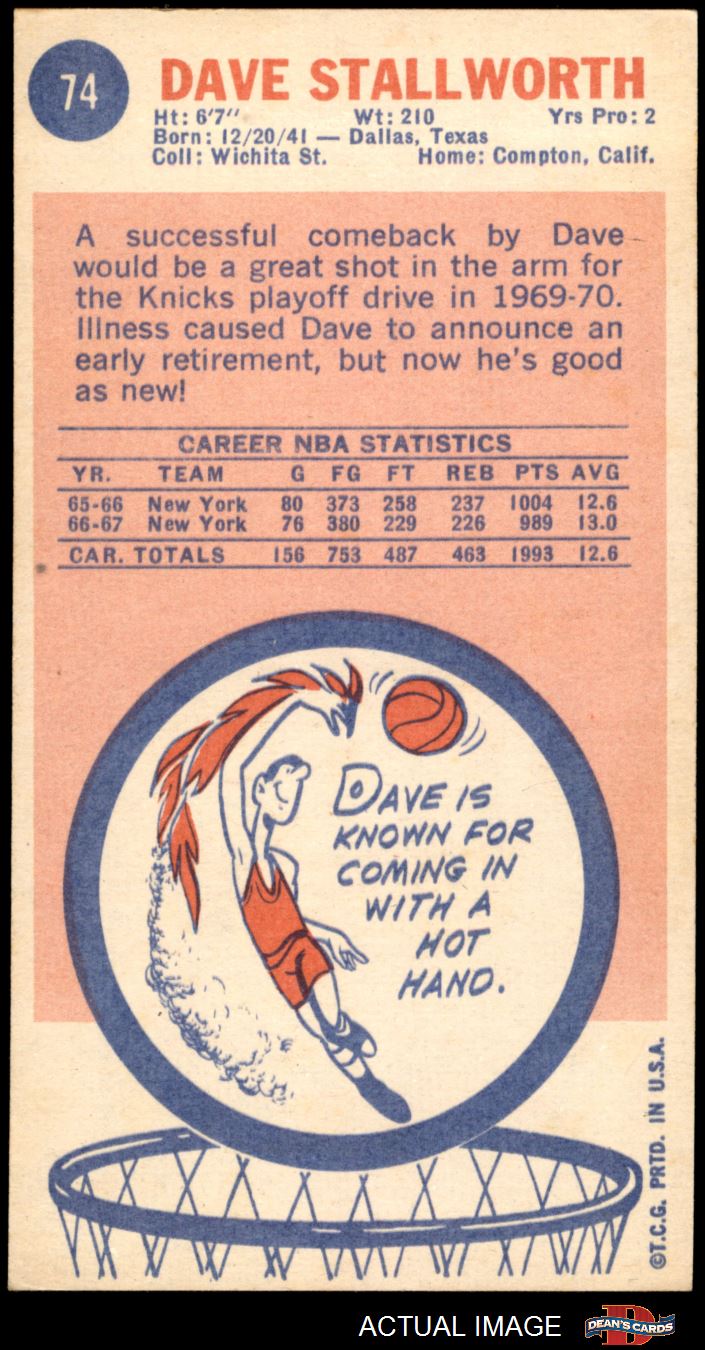 74
DAVE STALLWORTH
Ht: 6'7" Wt: 210 Yrs Pro: 2
Born: 12/20/41 — Dallas, Texas
Coll: Wichita St. Home: Compton, Calif.
A successful comeback by Dave
would be a great shot in the arm for
the Knicks playoff drive in 1969-70.
Illness caused Dave to announce an
early retirement, but now he's good
as new!
CAREER NBA STATISTICS
YR. TEAM G FG FT REB PTS AVG
65-66 New York 80 373 258 237 1004 12.6
66-67 New York 76 380 229 226 989 13.0
CAR. TOTALS 156 753 487 463 1993 12.6
DAVE IS
KNOWN FOR
COMING IN
WITH A
HOT
HAND.
©T.C.G. PRTD. IN U.S.A.
ACTUAL IMAGE
D
DEAN'S CARDS